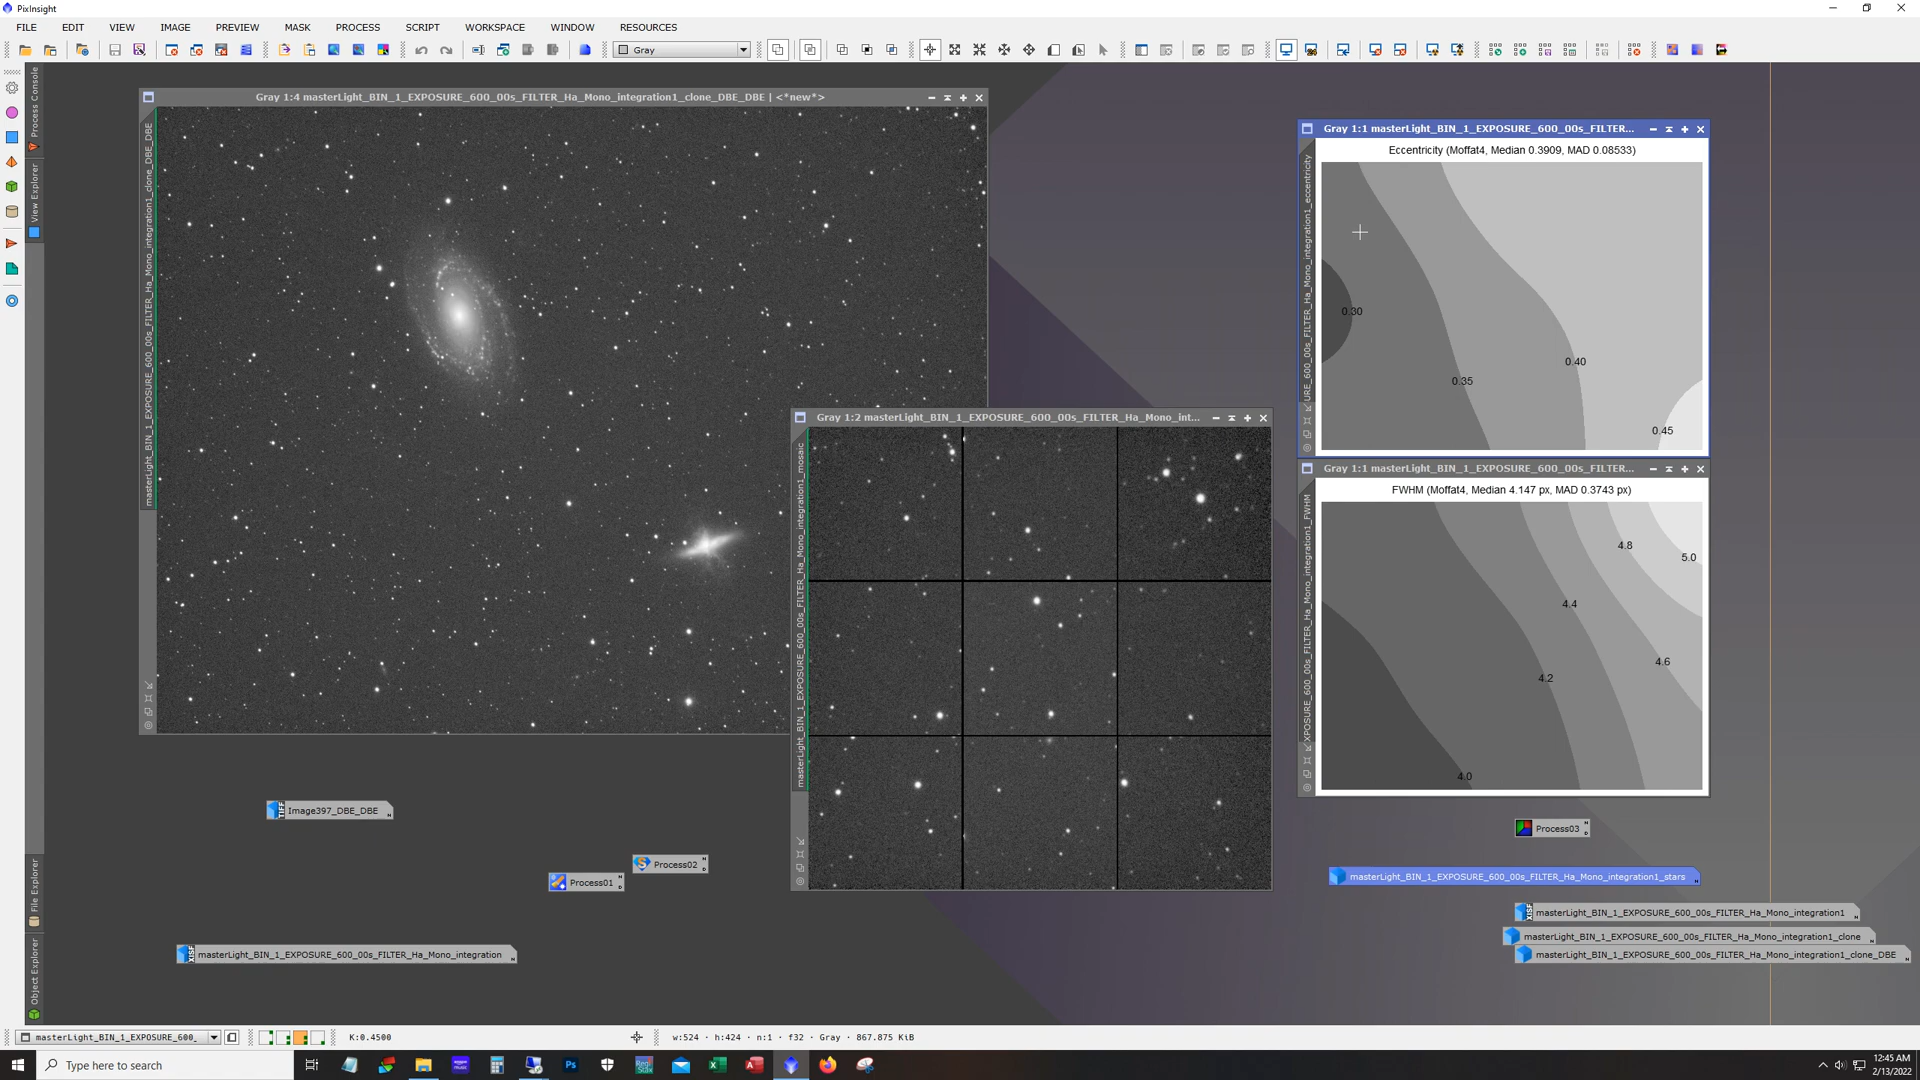 PixInsight
FILE EDIT VIEW IMAGE PREVIEW MASK PROCESS SCRIPT WORKSPACE WINDOW RESOURCES
Gray
Process Console
View Explorer
File Explorer
Object Explorer
Gray 1:4 masterLight_BIN_1_EXPOSURE_600_00s_FILTER_Ha_Mono_integration1_clone_DBE_DBE | <*new*>
masterLight_BIN_1_EXPOSURE_600_00s_FILTER_Ha_Mono_integration1_clone_DBE_DBE
Gray 1:2 masterLight_BIN_1_EXPOSURE_600_00s_FILTER_Ha_Mono_int...
masterLight_BIN_1_EXPOSURE_600_00s_FILTER_Ha_Mono_integration1_mosaic
Gray 1:1 masterLight_BIN_1_EXPOSURE_600_00s_FILTER...
URE_600_00s_FILTER_Ha_Mono_integration1_eccentricity
Eccentricity (Moffat4, Median 0.3909, MAD 0.08533)
0.30
0.35
0.40
0.45
Gray 1:1 masterLight_BIN_1_EXPOSURE_600_00s_FILTER...
XPOSURE_600_00s_FILTER_Ha_Mono_integration1_FWHM
FWHM (Moffat4, Median 4.147 px, MAD 0.3743 px)
4.8
5.0
4.4
4.6
4.2
4.0
Image397_DBE_DBE
Process01
Process02
Process03
masterLight_BIN_1_EXPOSURE_600_00s_FILTER_Ha_Mono_integration1_stars
masterLight_BIN_1_EXPOSURE_600_00s_FILTER_Ha_Mono_integration1
masterLight_BIN_1_EXPOSURE_600_00s_FILTER_Ha_Mono_integration1_clone
masterLight_BIN_1_EXPOSURE_600_00s_FILTER_Ha_Mono_integration1_clone_DBE
masterLight_BIN_1_EXPOSURE_600_00s_FILTER_Ha_Mono_integration
masterLight_BIN_1_EXPOSURE_600_
K:0.4500
w:524 · h:424 · n:1 · f32 · Gray · 867.875 KiB
Type here to search
Ps
12:45 AM
2/13/2022